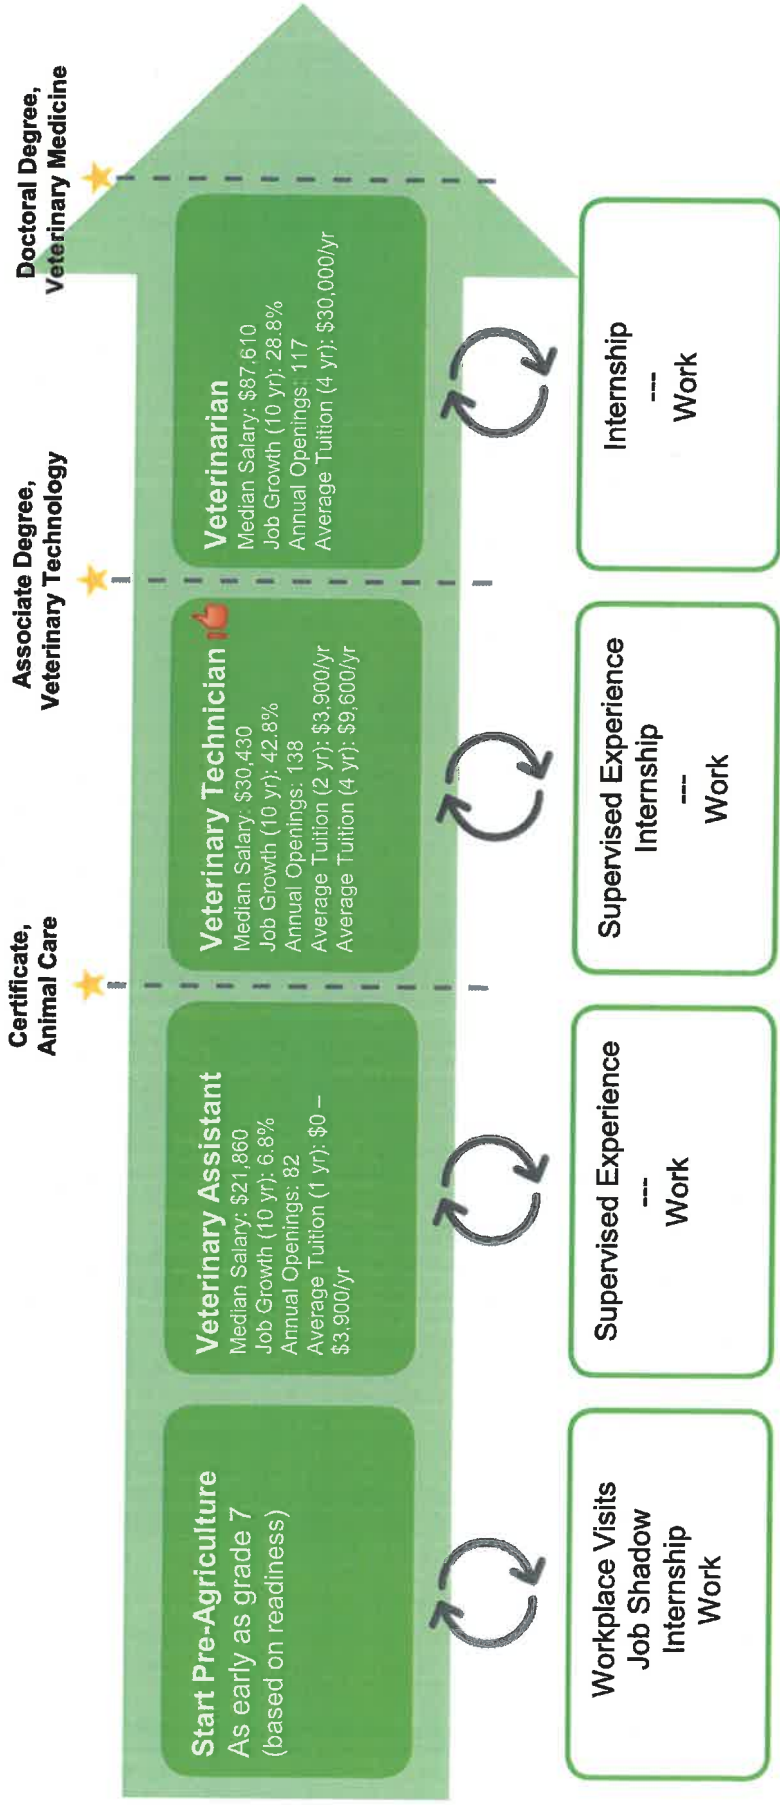 Certificate,
Animal Care
Associate Degree,
Veterinary Technology
Doctoral Degree,
Veterinary Medicine
Start Pre-Agriculture
As early as grade 7
(based on readiness)
Veterinary Assistant
Median Salary: $21,860
Job Growth (10 yr): 6.8%
Annual Openings: 82
Average Tuition (1 yr): $0 –
$3,900/yr
Veterinary Technician
Median Salary: $30,430
Job Growth (10 yr): 42.8%
Annual Openings: 138
Average Tuition (2 yr): $3,900/yr
Average Tuition (4 yr): $9,600/yr
Veterinarian
Median Salary: $87,610
Job Growth (10 yr): 28.8%
Annual Openings: 117
Average Tuition (4 yr): $30,000/yr
Workplace Visits
Job Shadow
Internship
Work
Supervised Experience
---
Work
Supervised Experience
Internship
---
Work
Internship
---
Work